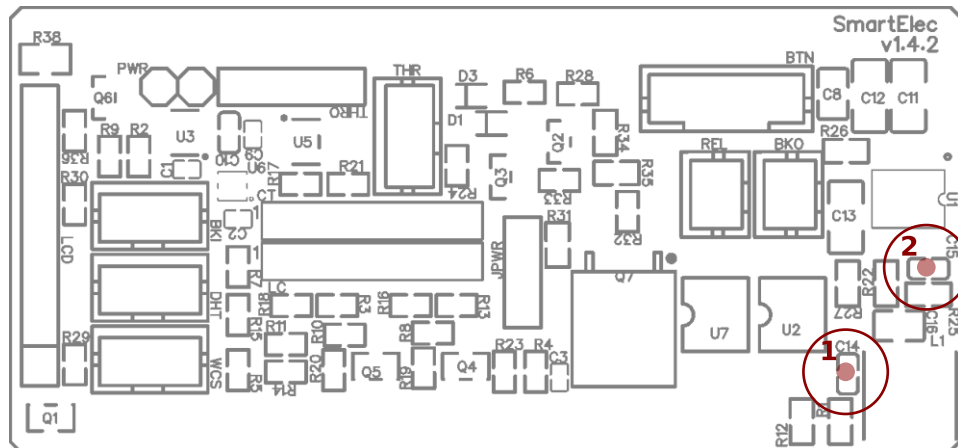 SmartElec
v1.4.2
R38
PWR
THR
D3
R6
R28
BTN
Q6
THRO
C8
C12
C11
R36
R9
R2
U3
C10
C9
U5
D1
Q2
R34
R26
C1
U6
R17
R21
R24
Q3
R33
R35
REL
BKO
R30
CT
U1
BKI
C2
1
R31
R32
C13
LCD
1
R7
JPWR
Q7
2
C15
LC
DHT
R18
R3
R16
R13
R27
R22
R25
R15
R11
R10
R8
U7
U2
C16
L1
R29
WCS
R5
R14
R20
Q5
R19
Q4
R23
R4
C3
1
C14
Q1
R12